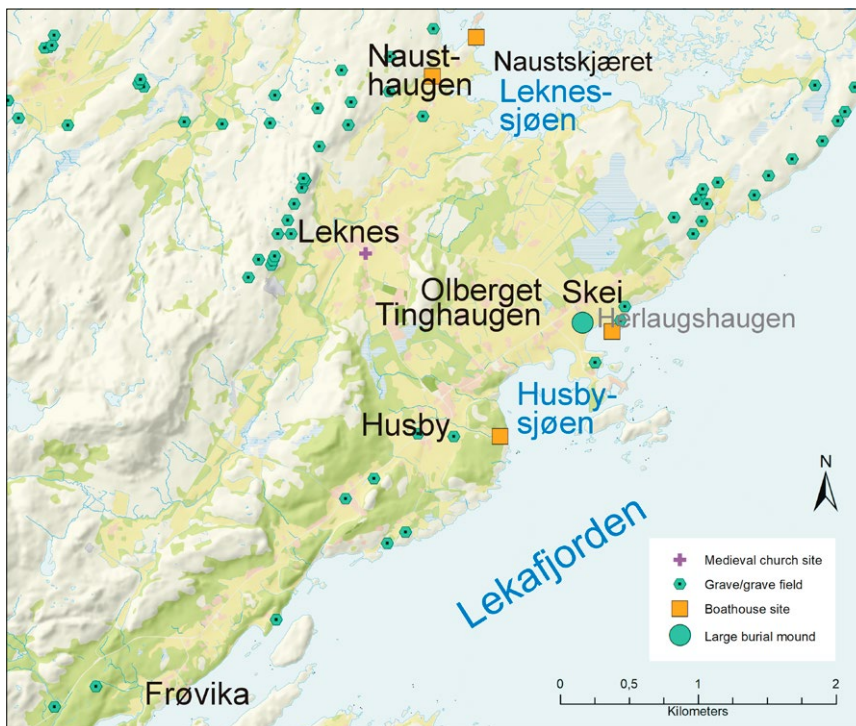 Naust-
haugen
Naustskjæret
Leknes-
sjøen
Leknes
Olberget
Skei
Tinghaugen
Herlaugshaugen
Husby-
sjøen
Husby
Lekafjorden
Frøvika
N
Medieval church site
Grave/grave field
Boathouse site
Large burial mound
0 0,5 1 2
Kilometers